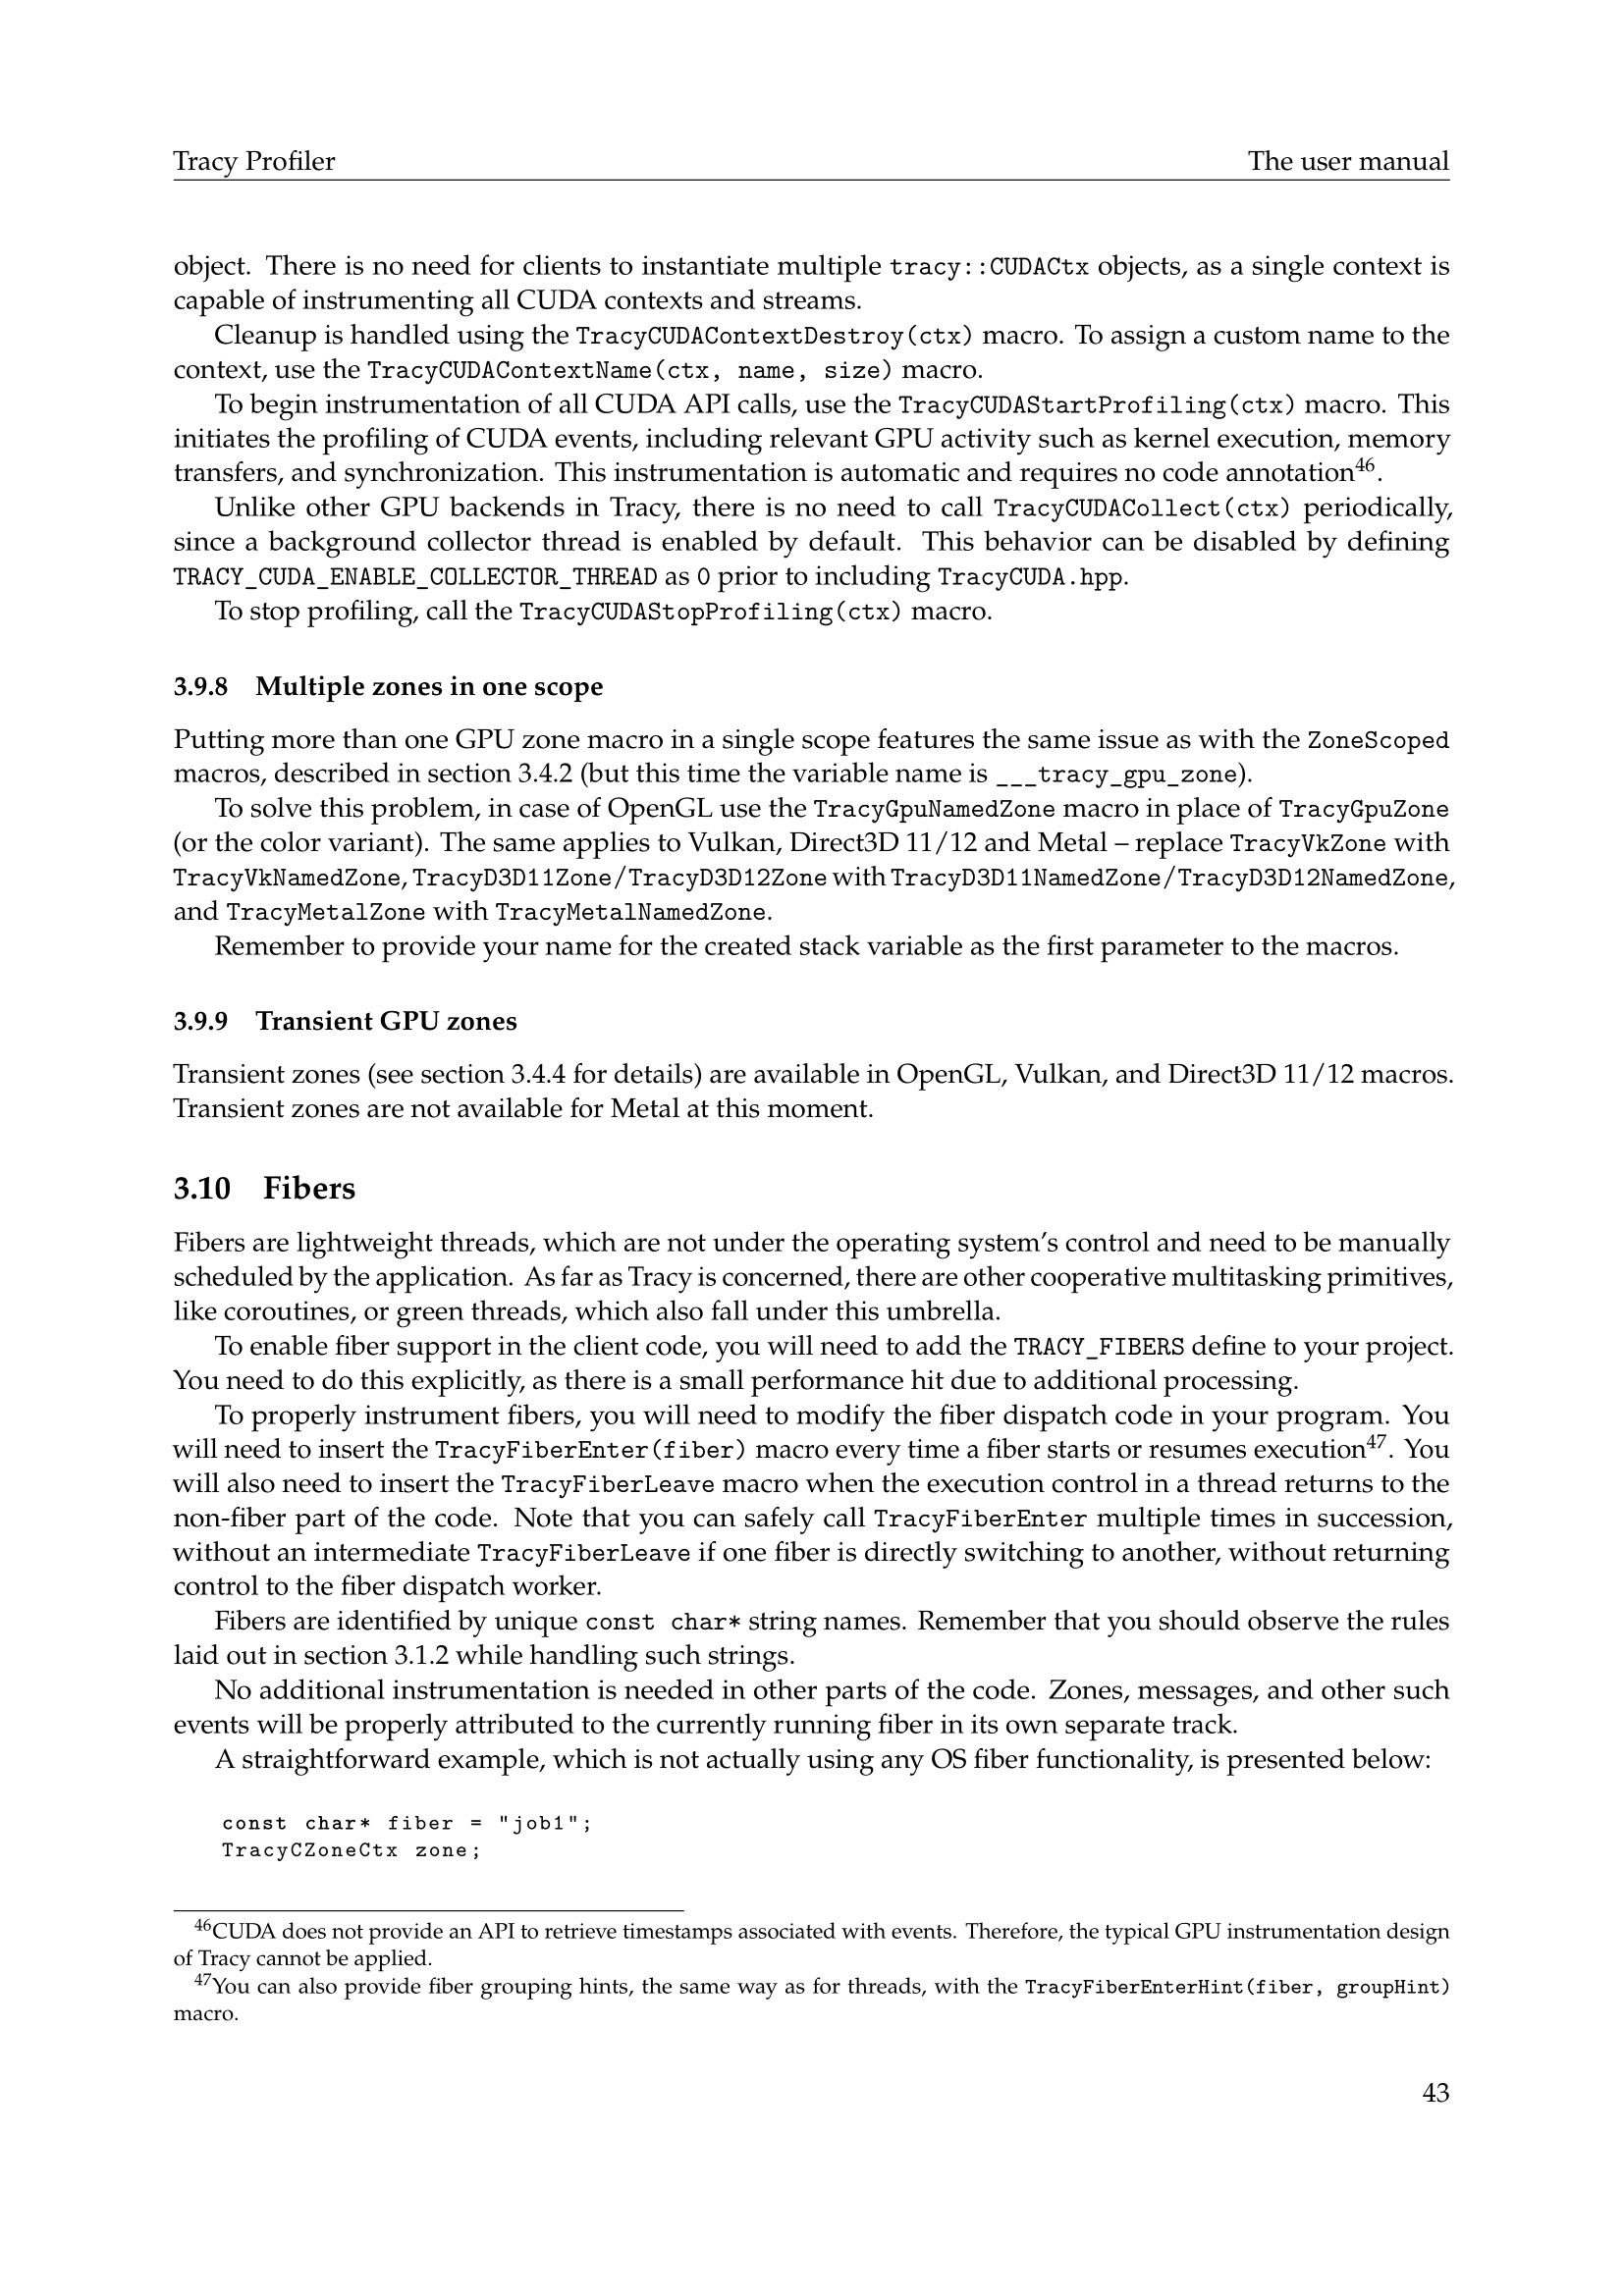 Tracy Profiler
The user manual
object. There is no need for clients to instantiate multiple tracy::CUDACtx objects, as a single context is
capable of instrumenting all CUDA contexts and streams.
Cleanup is handled using the TracyCUDAContextDestroy(ctx) macro. To assign a custom name to the
context, use the TracyCUDAContextName(ctx, name, size) macro.
To begin instrumentation of all CUDA API calls, use the TracyCUDAStartProfiling(ctx) macro. This
initiates the profiling of CUDA events, including relevant GPU activity such as kernel execution, memory
transfers, and synchronization. This instrumentation is automatic and requires no code annotation46.
Unlike other GPU backends in Tracy, there is no need to call TracyCUDACollect(ctx) periodically,
since a background collector thread is enabled by default. This behavior can be disabled by defining
TRACY_CUDA_ENABLE_COLLECTOR_THREAD as 0 prior to including TracyCUDA.hpp.
To stop profiling, call the TracyCUDAStopProfiling(ctx) macro.
3.9.8 Multiple zones in one scope
Putting more than one GPU zone macro in a single scope features the same issue as with the ZoneScoped
macros, described in section 3.4.2 (but this time the variable name is ___tracy_gpu_zone).
To solve this problem, in case of OpenGL use the TracyGpuNamedZone macro in place of TracyGpuZone
(or the color variant). The same applies to Vulkan, Direct3D 11/12 and Metal – replace TracyVkZone with
TracyVkNamedZone, TracyD3D11Zone/TracyD3D12Zone with TracyD3D11NamedZone/TracyD3D12NamedZone,
and TracyMetalZone with TracyMetalNamedZone.
Remember to provide your name for the created stack variable as the first parameter to the macros.
3.9.9 Transient GPU zones
Transient zones (see section 3.4.4 for details) are available in OpenGL, Vulkan, and Direct3D 11/12 macros.
Transient zones are not available for Metal at this moment.
3.10 Fibers
Fibers are lightweight threads, which are not under the operating system's control and need to be manually
scheduled by the application. As far as Tracy is concerned, there are other cooperative multitasking primitives,
like coroutines, or green threads, which also fall under this umbrella.
To enable fiber support in the client code, you will need to add the TRACY_FIBERS define to your project.
You need to do this explicitly, as there is a small performance hit due to additional processing.
To properly instrument fibers, you will need to modify the fiber dispatch code in your program. You
will need to insert the TracyFiberEnter(fiber) macro every time a fiber starts or resumes execution47. You
will also need to insert the TracyFiberLeave macro when the execution control in a thread returns to the
non-fiber part of the code. Note that you can safely call TracyFiberEnter multiple times in succession,
without an intermediate TracyFiberLeave if one fiber is directly switching to another, without returning
control to the fiber dispatch worker.
Fibers are identified by unique const char* string names. Remember that you should observe the rules
laid out in section 3.1.2 while handling such strings.
No additional instrumentation is needed in other parts of the code. Zones, messages, and other such
events will be properly attributed to the currently running fiber in its own separate track.
A straightforward example, which is not actually using any OS fiber functionality, is presented below:
const char* fiber = "job1";
TracyCZoneCtx zone;
46CUDA does not provide an API to retrieve timestamps associated with events. Therefore, the typical GPU instrumentation design
of Tracy cannot be applied.
47You can also provide fiber grouping hints, the same way as for threads, with the TracyFiberEnterHint(fiber, groupHint)
macro.
43